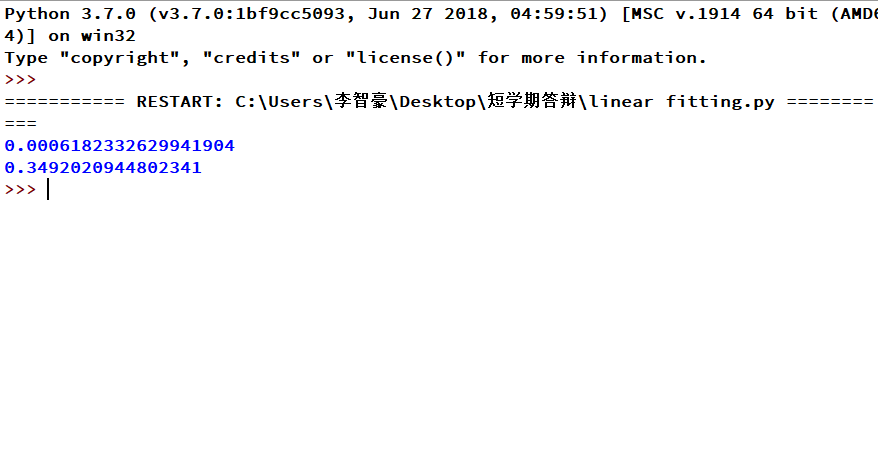 Python 3.7.0 (v3.7.0:1bf9cc5093, Jun 27 2018, 04:59:51) [MSC v.1914 64 bit (AMD6
4)] on win32
Type "copyright", "credits" or "license()" for more information.
>>>
=========== RESTART: C:\Users\李智豪\Desktop\短学期答辩\linear fitting.py ========
===
0.0006182332629941904
0.3492020944802341
>>>